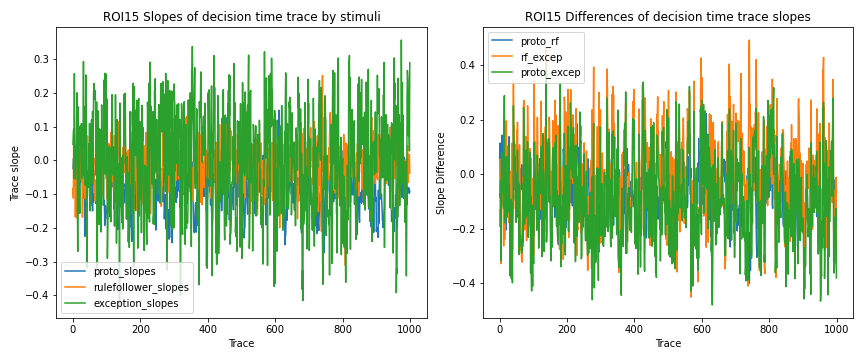 ROI15 Slopes of decision time trace by stimuli
Trace slope
0.3
0.2
0.1
0.0
−0.1
−0.2
−0.3
−0.4
proto_slopes
rulefollower_slopes
exception_slopes
0 200 400 600 800 1000
Trace
ROI15 Differences of decision time trace slopes
Slope Difference
0.4
0.2
0.0
−0.2
−0.4
proto_rf
rf_excep
proto_excep
0 200 400 600 800 1000
Trace